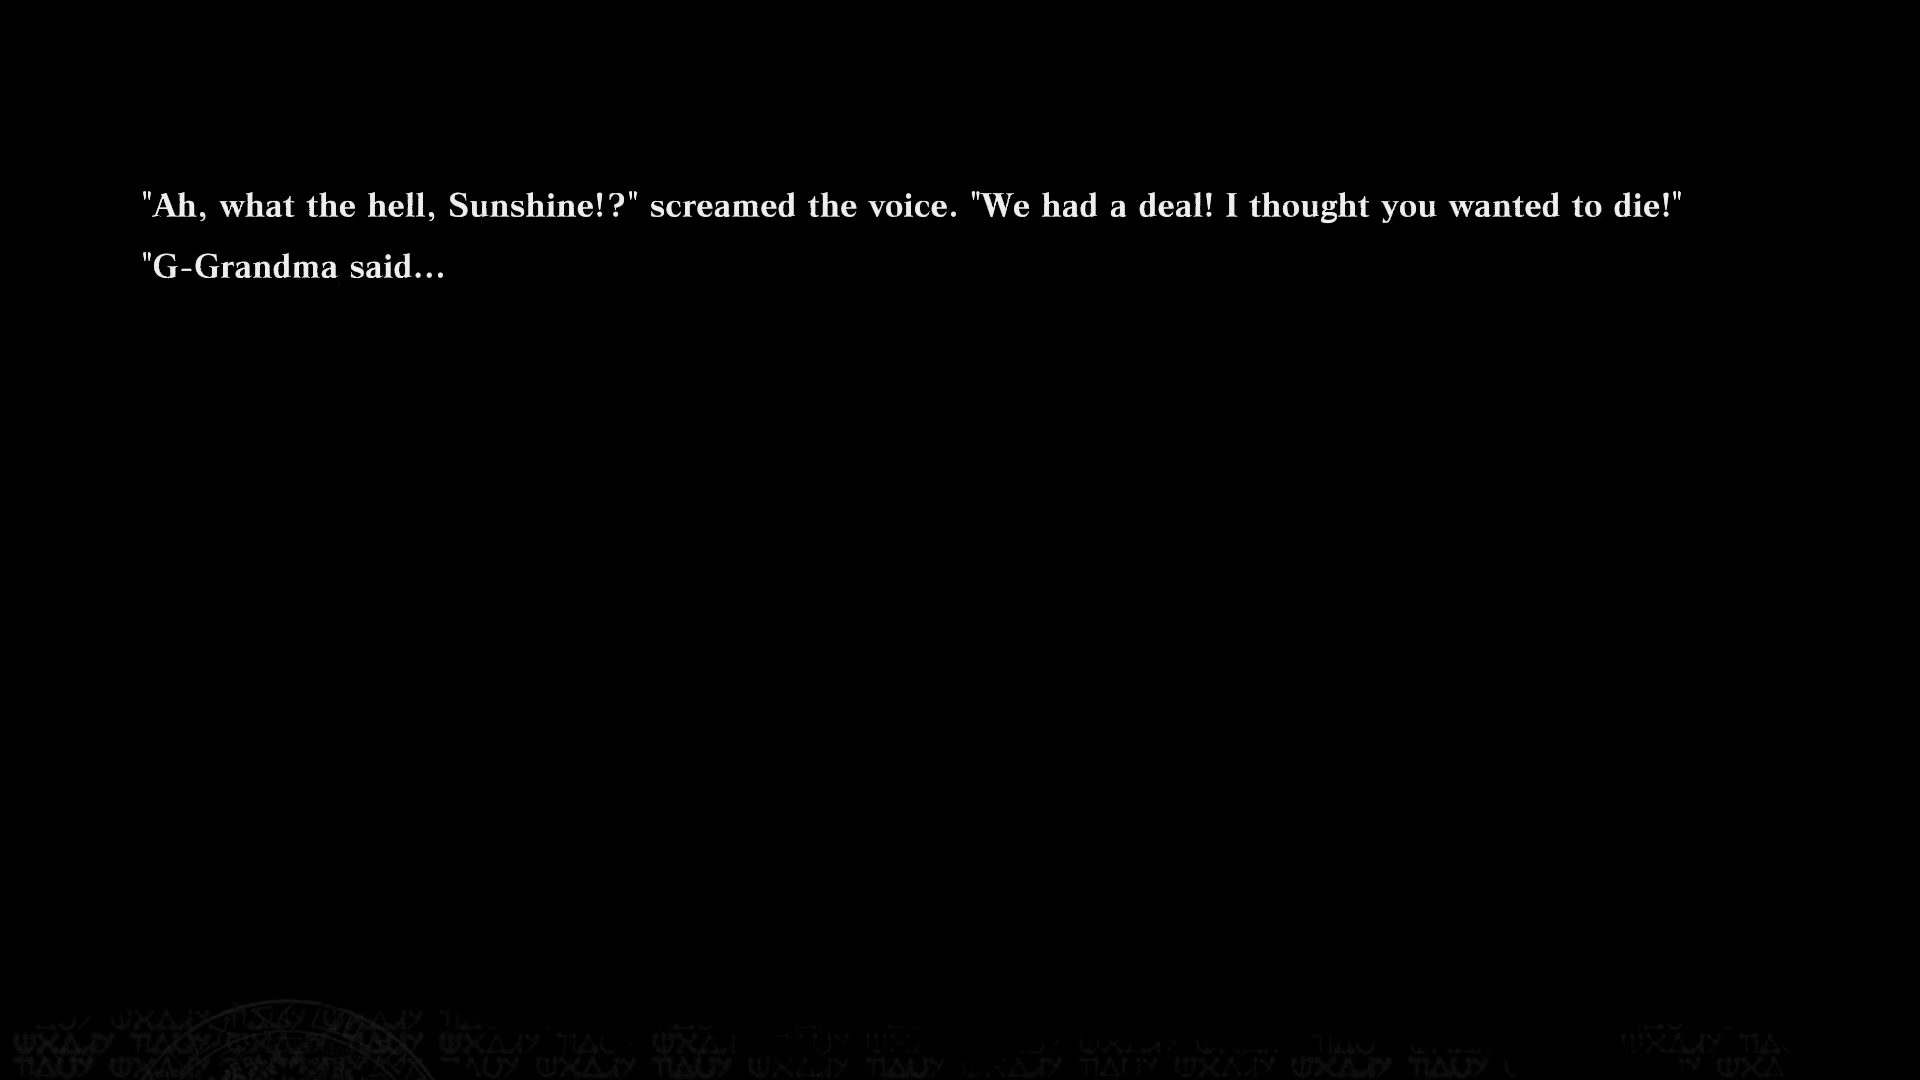 "Ah, what the hell, Sunshine!?" screamed the voice. "We had a deal! I thought you wanted to die!"
"G-Grandma said...